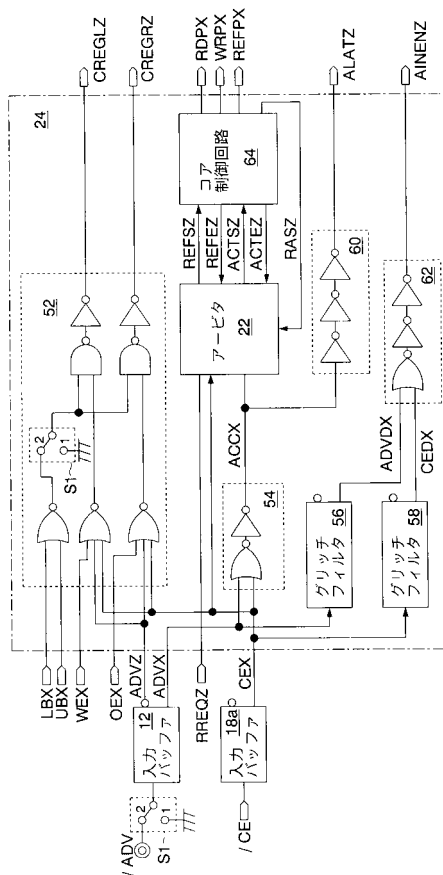 CREGLZ
CREGRZ
RDPX
WRPX
REFPX
ALATZ
AINENZ
24
52
2
1
S1
コア
制御回路
64
REFSZ
REFEZ
ACTSZ
ACTEZ
RASZ
アービタ
22
60
62
ACCX
54
ADVDX
CEDX
グリッチ
フィルタ
56
グリッチ
フィルタ
58
LBX
UBX
WEX
OEX
ADVZ
ADVX
RREQZ
CEX
12
入力
バッファ
18a
入力
バッファ
2
1
S1
/ADV
/CE